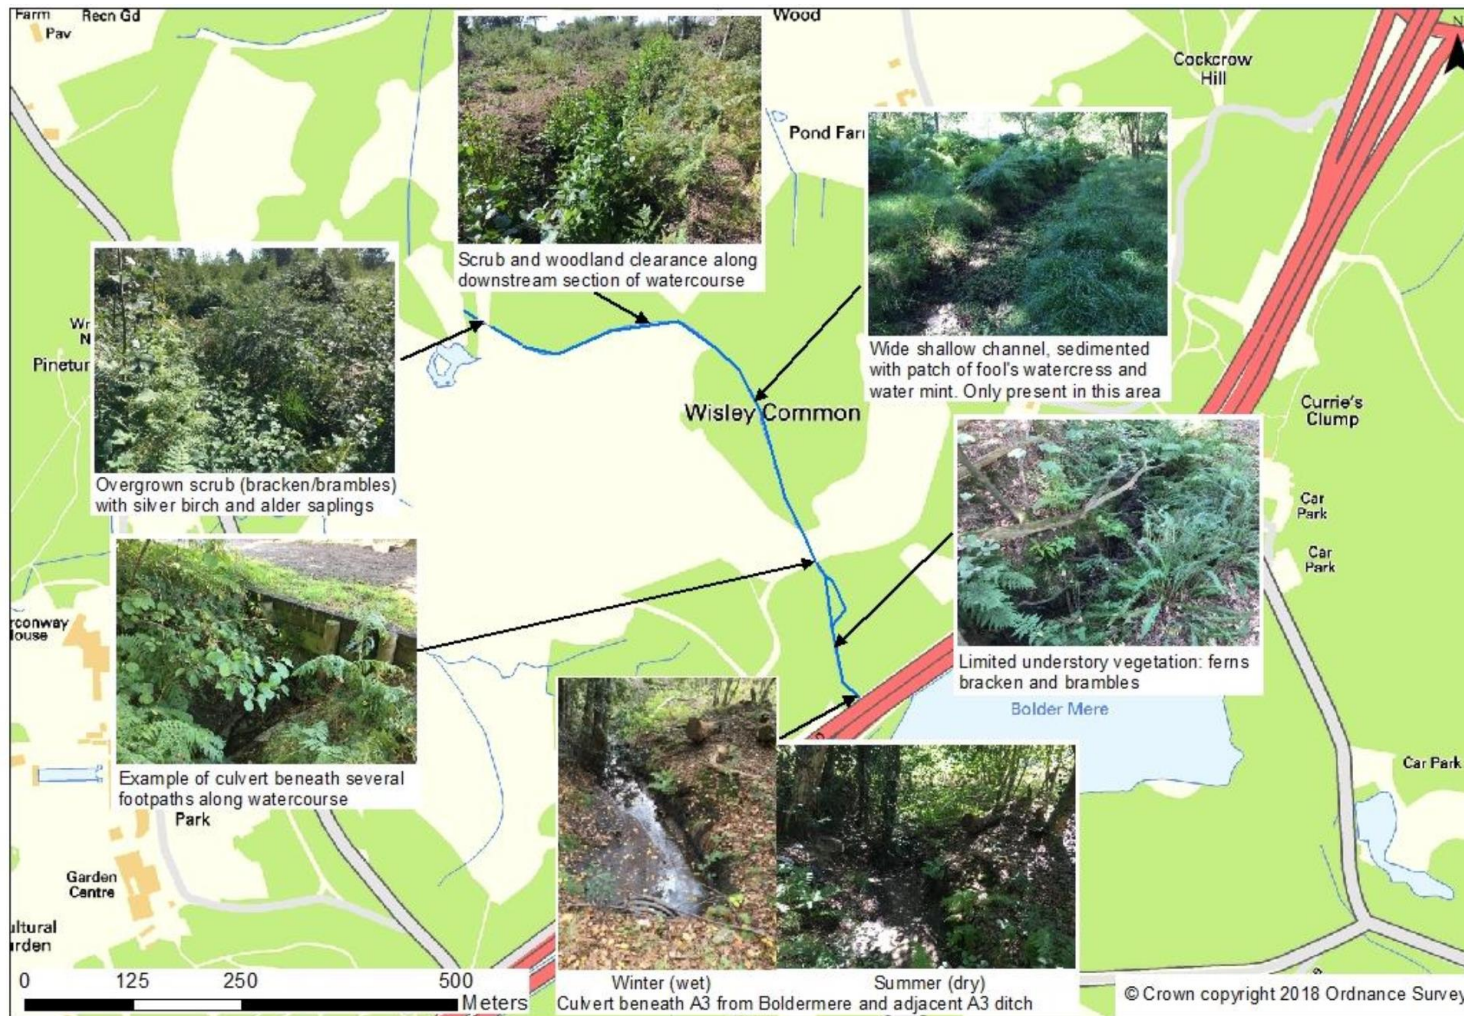 Farm
Recn Gd
Pav
Wood
N
Cockcrow
Hill
Pond Far
Scrub and woodland clearance along
downstream section of watercourse
Wide shallow channel, sedimented
with patch of fool's watercress and
water mint. Only present in this area
Wisley Common
Currie's
Clump
Overgrown scrub (bracken/brambles)
with silver birch and alder saplings
Car
Park
Car
Park
Limited understory vegetation: ferns
bracken and brambles
Bolder Mere
Car Park
Example of culvert beneath several
footpaths along watercourse
Park
Garden
Centre
Winter (wet)
Summer (dry)
Culvert beneath A3 from Boldermere and adjacent A3 ditch
0 125 250 500
Meters
© Crown copyright 2018 Ordnance Survey